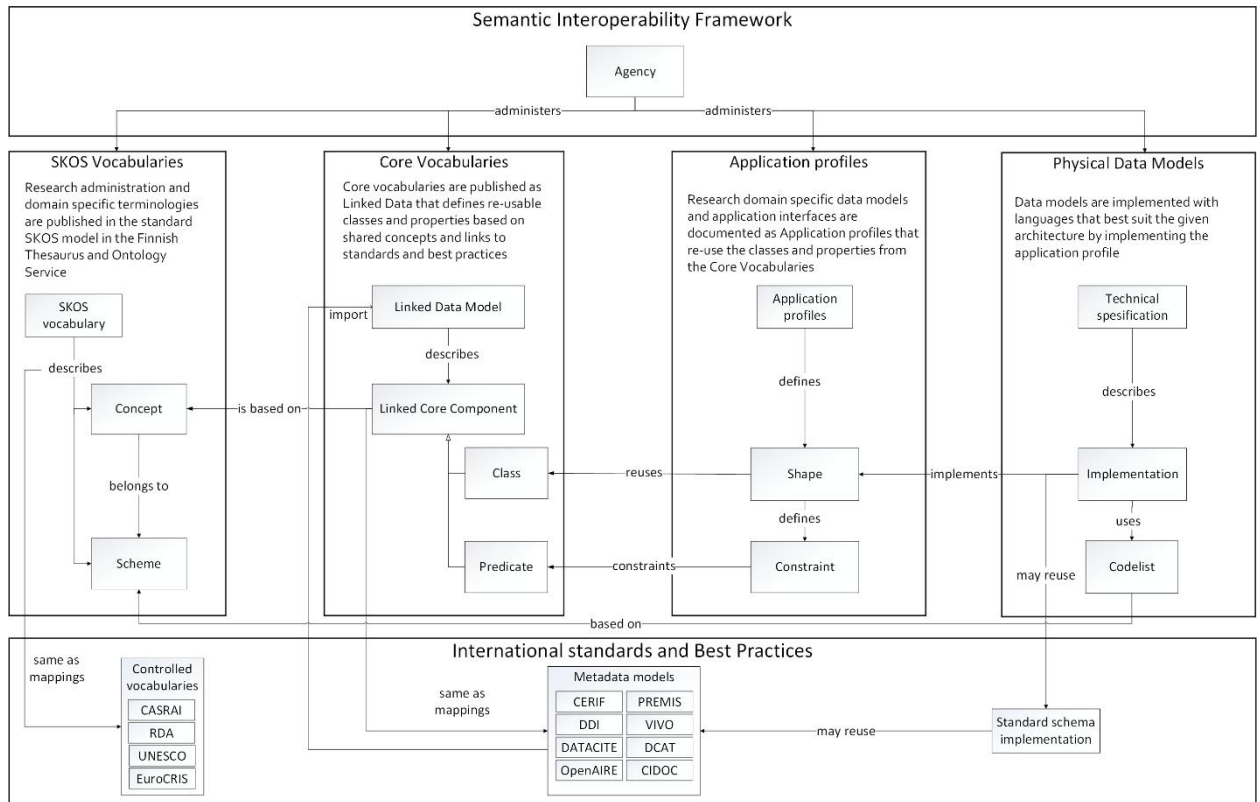 Semantic Interoperability Framework
Agency
administers
administers
SKOS Vocabularies
Research administration and
domain specific terminologies
are published in the standard
SKOS model in the Finnish
Thesaurus and Ontology
Service
SKOS
vocabulary
describes
Concept
belongs to
Scheme
Core Vocabularies
Core vocabularies are published as
Linked Data that defines re-usable
classes and properties based on
shared concepts and links to
standards and best practices
import
Linked Data Model
describes
is based on
Linked Core Component
Class
Predicate
Application profiles
Research domain specific data models
and application interfaces are
documented as Application profiles that
re-use the classes and properties from
the Core Vocabularies
Application
profiles
defines
reuses
Shape
defines
constraints
Constraint
Physical Data Models
Data models are implemented with
languages that best suit the given
architecture by implementing the
application profile
Technical
spesification
describes
implements
Implementation
uses
may reuse
Codelist
based on
International standards and Best Practices
same as
mappings
Controlled
vocabularies
CASRAI
RDA
UNESCO
EuroCRIS
same as
mappings
Metadata models
CERIF
PREMIS
DDI
VIVO
DATACITE
DCAT
OpenAIRE
CIDOC
may reuse
Standard schema
implementation